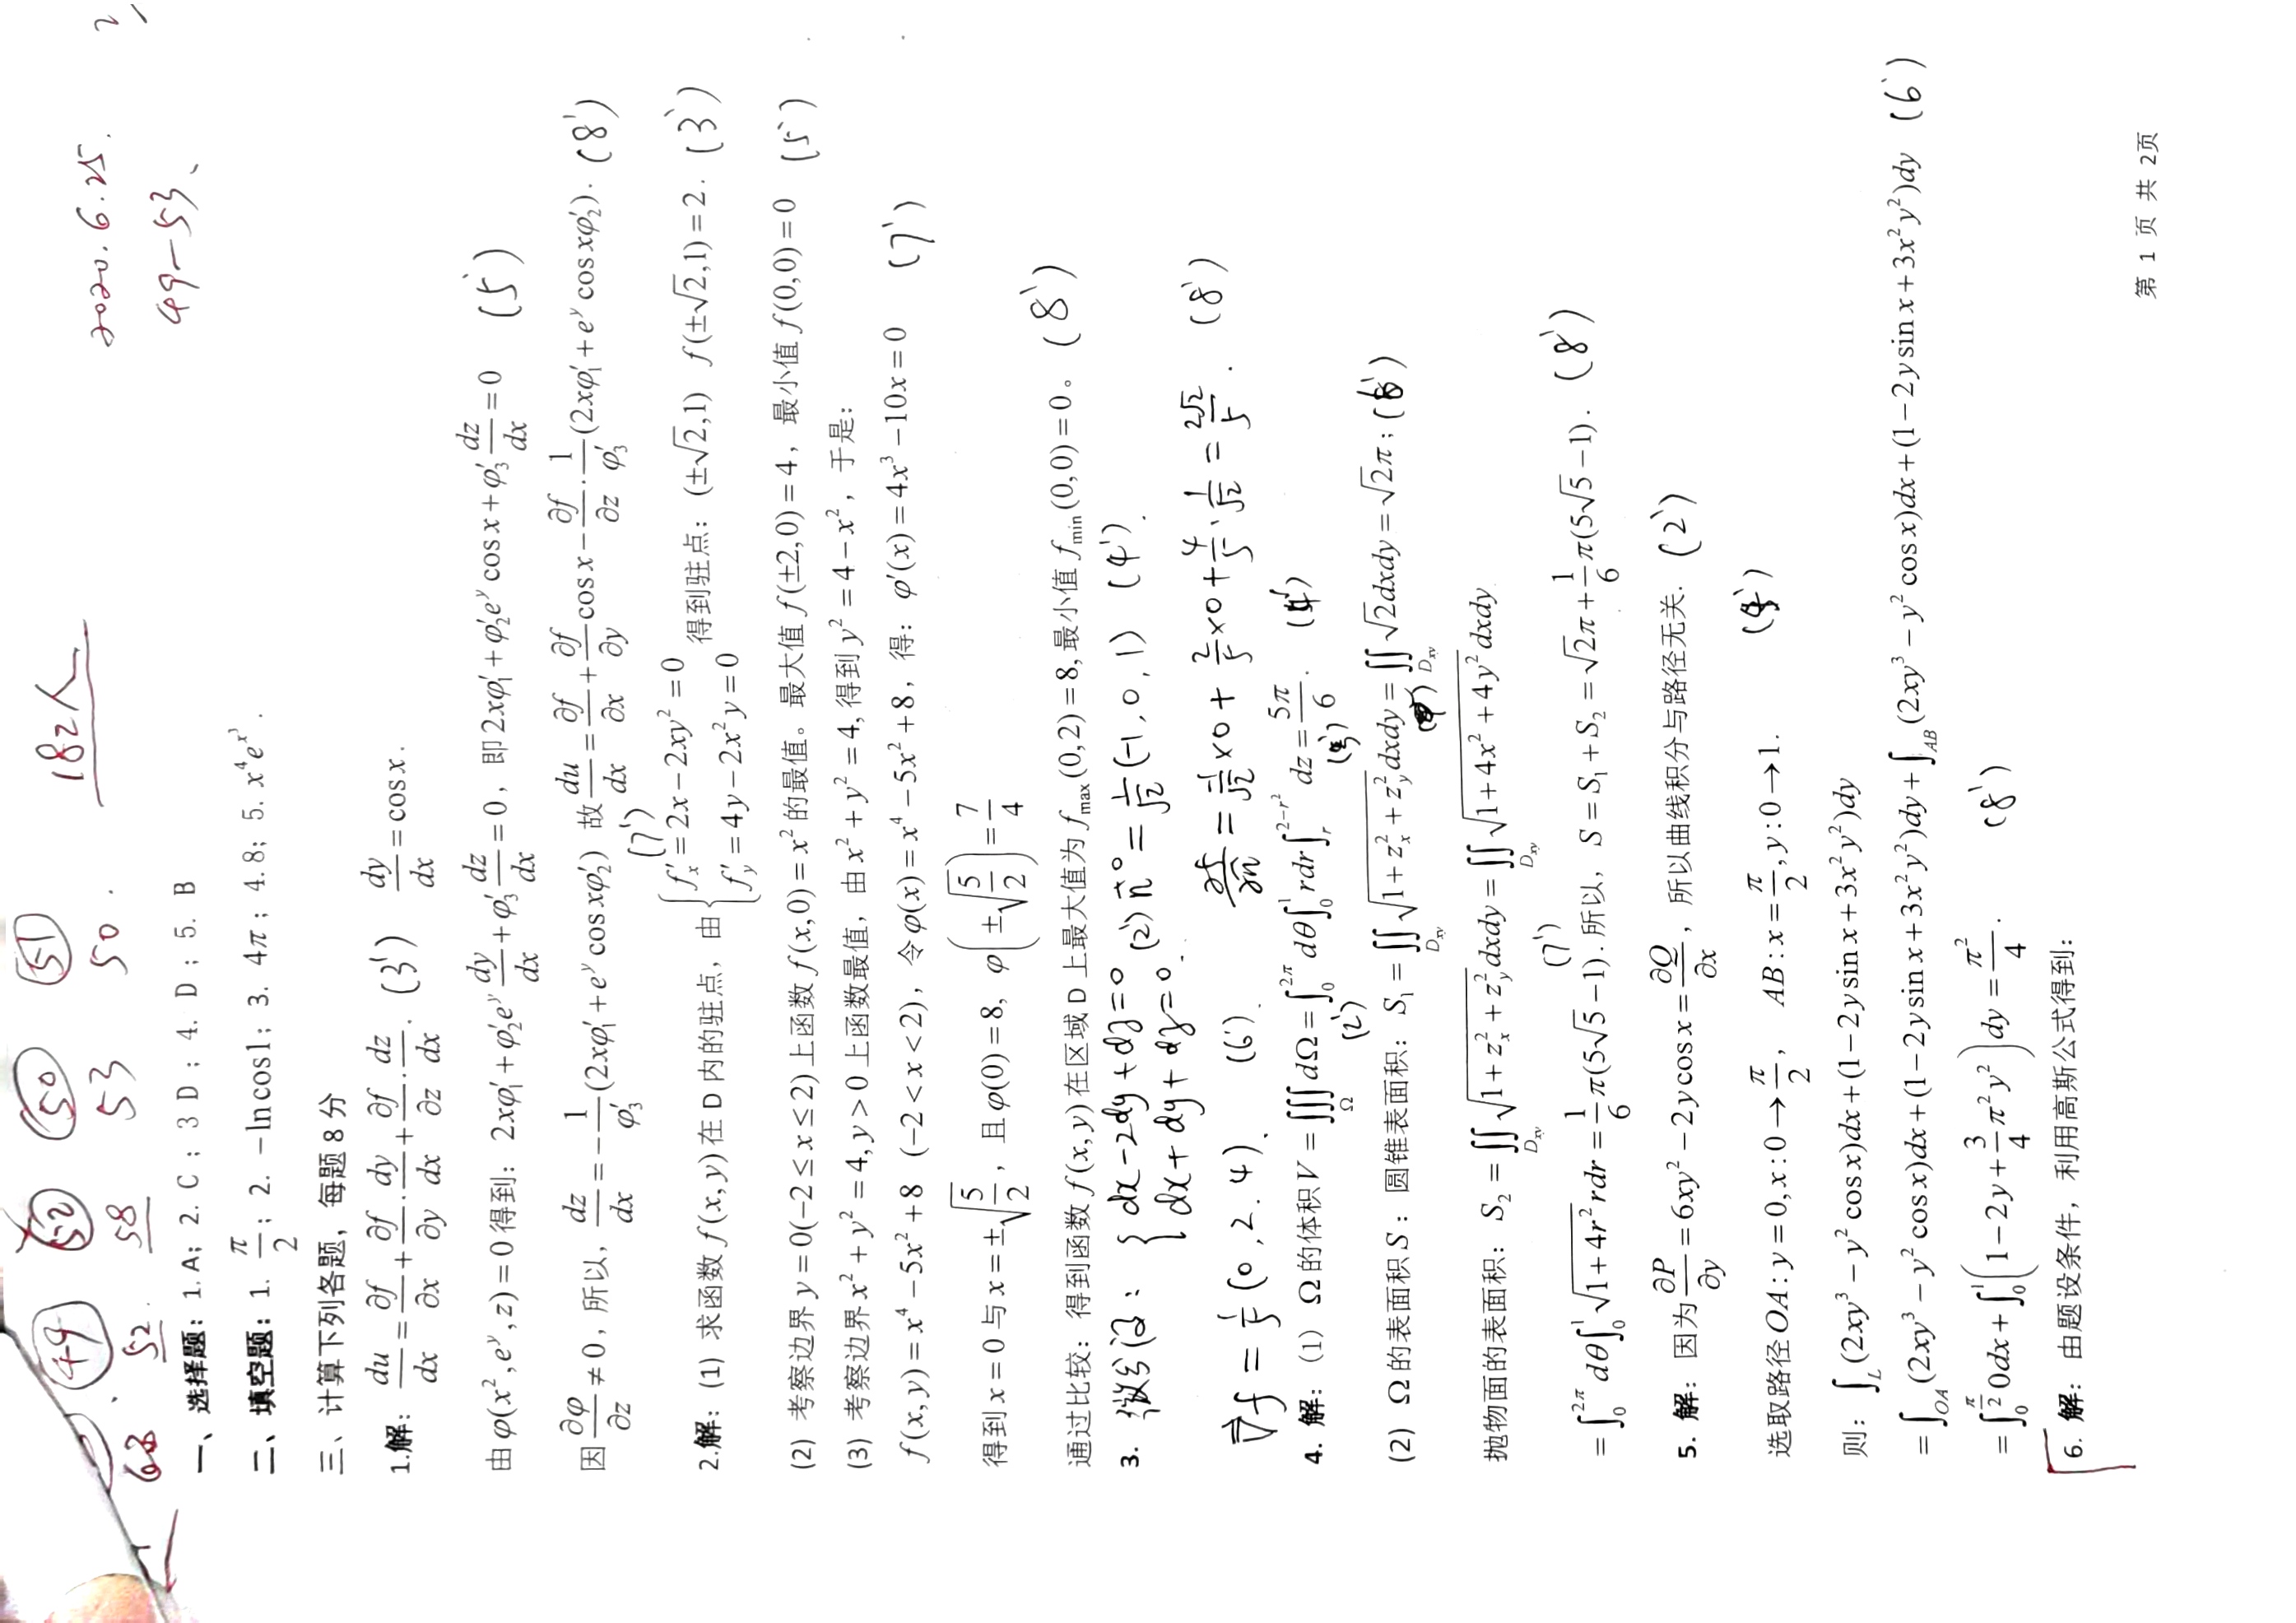 2020.6.25.
49—53、
182人
49 52 50 51
63、 52. 58 53 50.
一、选择题：1.A；2. C；3 D；4. D；5. B
二、填空题：1. $\frac{\pi}{2}$；2. $-\ln\cos 1$；3. $4\pi$；4.8；5. $x^4e^{x^3}$.
三、计算下列各题，每题 8 分
1.解：$\frac{du}{dx}=\frac{\partial f}{\partial x}+\frac{\partial f}{\partial y}\cdot\frac{dy}{dx}+\frac{\partial f}{\partial z}\cdot\frac{dz}{dx}$. (3') $\frac{dy}{dx}=\cos x$.
由 $\varphi(x^2,e^y,z)=0$ 得到：$2x\varphi_1'+\varphi_2'e^y\frac{dy}{dx}+\varphi_3'\frac{dz}{dx}=0$，即 $2x\varphi_1'+\varphi_2'e^y\cos x+\varphi_3'\frac{dz}{dx}=0$ (5')
因 $\frac{\partial\varphi}{\partial z}\neq 0$，所以，$\frac{dz}{dx}=-\frac{1}{\varphi_3'}(2x\varphi_1'+e^y\cos x\varphi_2')$ (7') 故 $\frac{du}{dx}=\frac{\partial f}{\partial x}+\frac{\partial f}{\partial y}\cos x-\frac{\partial f}{\partial z}\cdot\frac{1}{\varphi_3'}(2x\varphi_1'+e^y\cos x\varphi_2')$. (8')
2.解：(1) 求函数 $f(x,y)$ 在 D 内的驻点，由 $\begin{cases}f_x'=2x-2xy^2=0\\f_y'=4y-2x^2y=0\end{cases}$ 得到驻点：$(\pm\sqrt{2},1)$ $f(\pm\sqrt{2},1)=2$. (3')
(2) 考察边界 $y=0(-2\leq x\leq 2)$ 上函数 $f(x,0)=x^2$ 的最值。最大值 $f(\pm 2,0)=4$，最小值 $f(0,0)=0$ (5')
(3) 考察边界 $x^2+y^2=4,y>0$ 上函数最值，由 $x^2+y^2=4$,得到 $y^2=4-x^2$，于是：
$f(x,y)=x^4-5x^2+8$ $(-2<x<2)$，令 $\varphi(x)=x^4-5x^2+8$，得：$\varphi'(x)=4x^3-10x=0$ (7')
得到 $x=0$ 与 $x=\pm\sqrt{\frac{5}{2}}$，且 $\varphi(0)=8$，$\varphi\left(\pm\sqrt{\frac{5}{2}}\right)=\frac{7}{4}$
通过比较：得到函数 $f(x,y)$ 在区域 D 上最大值为 $f_{\max}(0,2)=8$,最小值 $f_{\min}(0,0)=0$。 (8')
3. 微分得：$\begin{cases}dx-2dy+dz=0\\dx+dy+dz=0.\end{cases}$ (2') $\vec{n}^{\circ}=\frac{1}{\sqrt{2}}(-1,0,1)$ (4').
$\nabla f=\frac{1}{5}(0,2.4)$、 (6'). $\frac{\partial f}{\partial n}=\frac{-1}{\sqrt{2}}\times 0+\frac{2}{5}\times 0+\frac{4}{5}\cdot\frac{1}{\sqrt{2}}=\frac{2\sqrt{2}}{5}$. (8')
4. 解：(1) $\Omega$ 的体积 $V=\iiint_{\Omega}d\Omega=\int_0^{2\pi}d\theta\int_0^1 rdr\int_r^{2-r^2}dz=\frac{5\pi}{6}$. (2') (4')
(2) $\Omega$ 的表面积 $S$：圆锥表面积：$S_1=\iint_{D_{xy}}\sqrt{1+z_x^2+z_y^2}dxdy=\iint_{D_{xy}}\sqrt{2}dxdy=\sqrt{2}\pi$；(6')
抛物面的表面积：$S_2=\iint_{D_{xy}}\sqrt{1+z_x^2+z_y^2}dxdy=\iint_{D_{xy}}\sqrt{1+4x^2+4y^2}dxdy$
$=\int_0^{2\pi}d\theta\int_0^1\sqrt{1+4r^2}rdr=\frac{1}{6}\pi(5\sqrt{5}-1)$. (7') 所以，$S=S_1+S_2=\sqrt{2}\pi+\frac{1}{6}\pi(5\sqrt{5}-1)$. (8')
5. 解：因为 $\frac{\partial P}{\partial y}=6xy^2-2y\cos x=\frac{\partial Q}{\partial x}$，所以曲线积分与路径无关. (2')
选取路径 $OA:y=0,x:0\to\frac{\pi}{2}$， $AB:x=\frac{\pi}{2},y:0\to 1$. (4')
则：$\int_L(2xy^3-y^2\cos x)dx+(1-2y\sin x+3x^2y^2)dy$
$=\int_{OA}(2xy^3-y^2\cos x)dx+(1-2y\sin x+3x^2y^2)dy+\int_{AB}(2xy^3-y^2\cos x)dx+(1-2y\sin x+3x^2y^2)dy$ (6')
$=\int_0^{\frac{\pi}{2}}0dx+\int_0^1\left(1-2y+\frac{3}{4}\pi^2y^2\right)dy=\frac{\pi^2}{4}$. (8')
6. 解：由题设条件，利用高斯公式得到：
第 1 页 共 2页